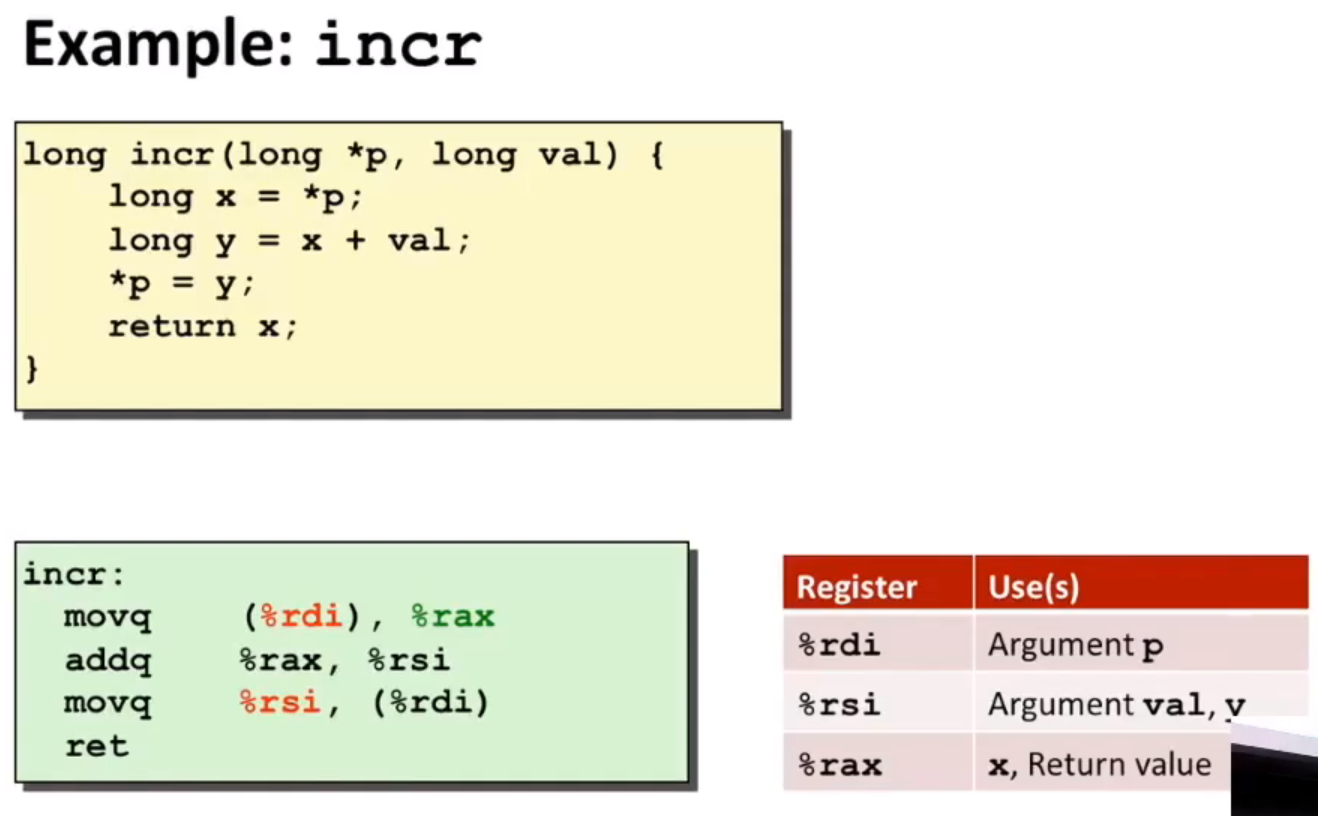 Example: incr
long incr(long *p, long val) {
    long x = *p;
    long y = x + val;
    *p = y;
    return x;
}
incr:
  movq    (%rdi), %rax
  addq    %rax, %rsi
  movq    %rsi, (%rdi)
  ret
Register Use(s)
%rdi Argument p
%rsi Argument val, y
%rax x, Return value